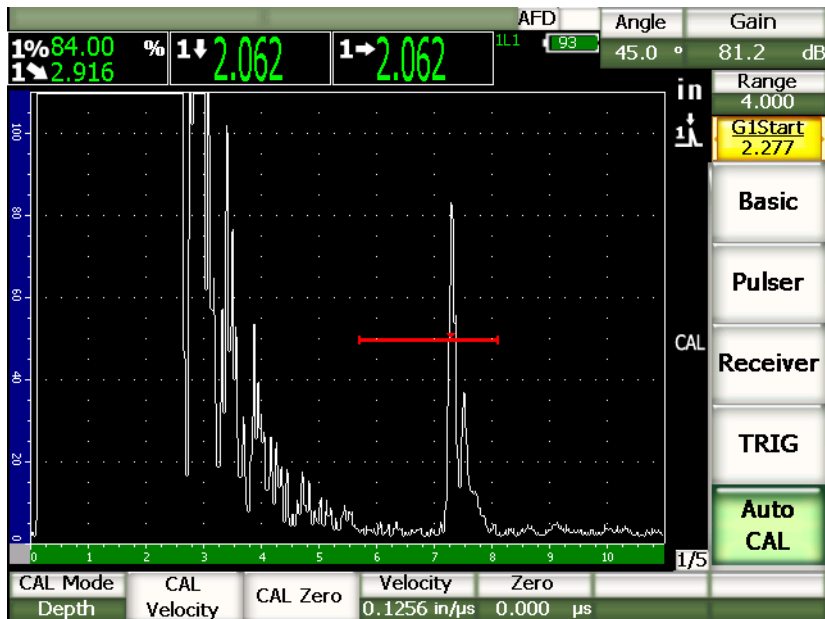 AFD Angle Gain
1% 84.00 % 1 2.062 1 2.062 1L1 93 45.0 ° 81.2 dB
1 2.916
in Range
4.000
1 G1Start
2.277
Basic
Pulser
CAL Receiver
TRIG
Auto
CAL
100
80
60
40
20
0
0 1 2 3 4 5 6 7 8 9 10 1/5
CAL Mode CAL CAL Zero Velocity Zero
Depth Velocity 0.1256 in/µs 0.000 µs